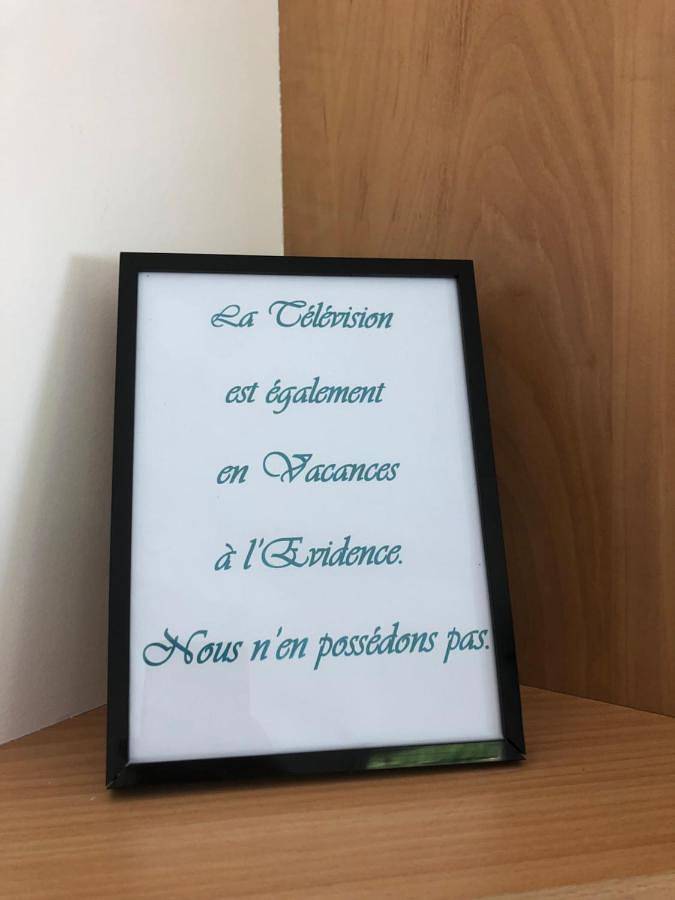 La Télévision
est également
en Vacances
à l'Evidence.
Nous n'en possédons pas.